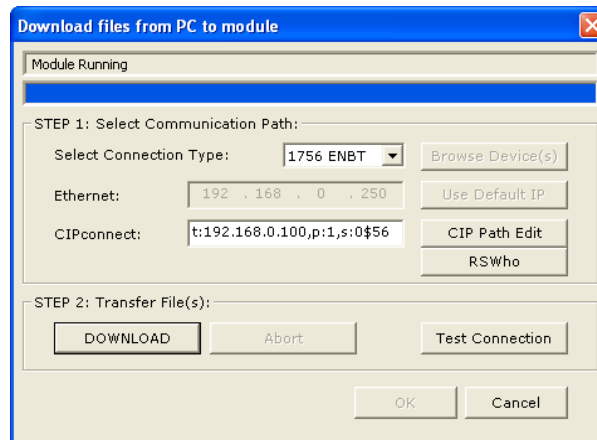 Download files from PC to module
Module Running
STEP 1: Select Communication Path:
Select Connection Type: 1756 ENBT Browse Device(s)
Ethernet: 192 . 168 . 0 . 250 Use Default IP
CIPconnect: t:192.168.0.100,p:1,s:0$56 CIP Path Edit
RSWho
STEP 2: Transfer File(s):
DOWNLOAD Abort Test Connection
OK Cancel